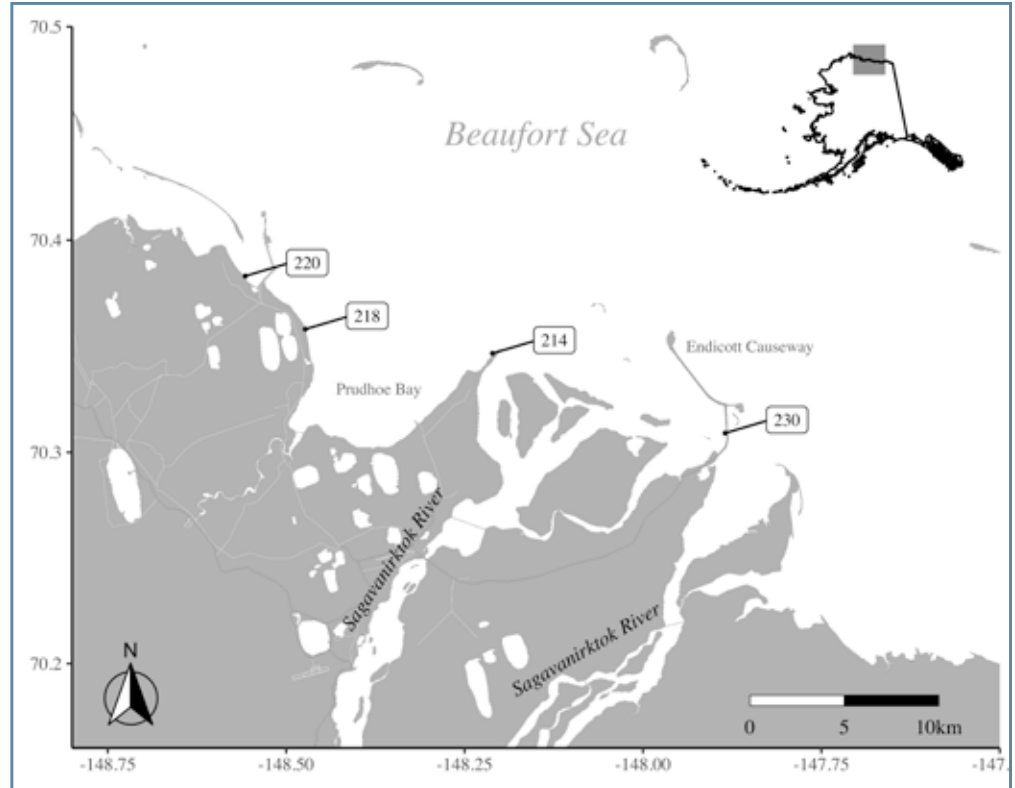 70.5
Beaufort Sea
70.4
220
218
214
Endicott Causeway
Prudhoe Bay
230
70.3
Sagavanirktok River
Sagavanirktok River
N
70.2
0 5 10km
-148.75 -148.50 -148.25 -148.00 -147.75 -147.